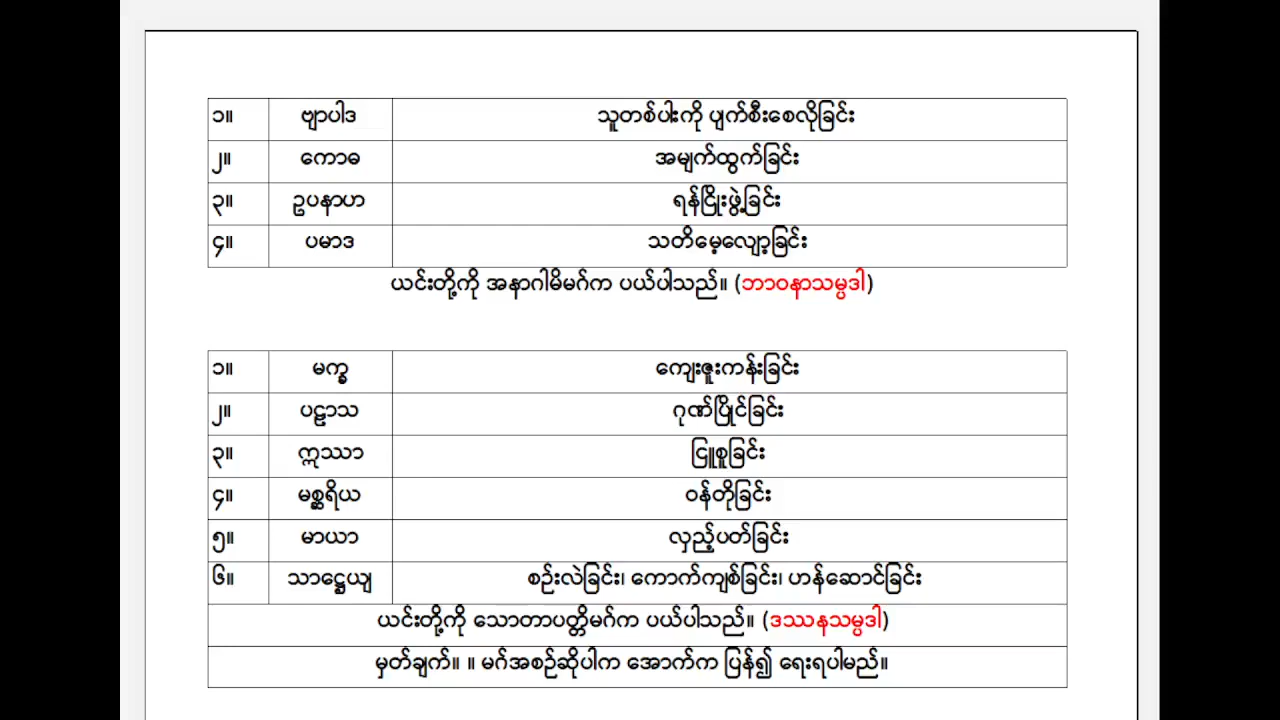 ၁။ ဗျာပါဒ သူတစ်ပါးကို ပျက်စီးစေလိုခြင်း
၂။ ကောဓ အမျက်ထွက်ခြင်း
၃။ ဥပနာဟ ရန်ငြိုးဖွဲ့ခြင်း
၄။ ပမာဒ သတိမေ့လျော့ခြင်း
ယင်းတို့ကို အနာဂါမိမဂ်က ပယ်ပါသည်။ (ဘာဝနာသမ္ပဒါ)
၁။ မက္ခ ကျေးဇူးကန်းခြင်း
၂။ ပဠာသ ဂုဏ်ပြိုင်ခြင်း
၃။ ဣဿာ ငြူစူခြင်း
၄။ မစ္ဆရိယ ဝန်တိုခြင်း
၅။ မာယာ လှည့်ပတ်ခြင်း
၆။ သာဌေယျ စဉ်းလဲခြင်း၊ ကောက်ကျစ်ခြင်း၊ ဟန်ဆောင်ခြင်း
ယင်းတို့ကို သောတာပတ္တိမဂ်က ပယ်ပါသည်။ (ဒဿနသမ္ပဒါ)
မှတ်ချက်။ ။ မဂ်အစဉ်ဆိုပါက အောက်က ပြန်၍ ရေးရပါမည်။